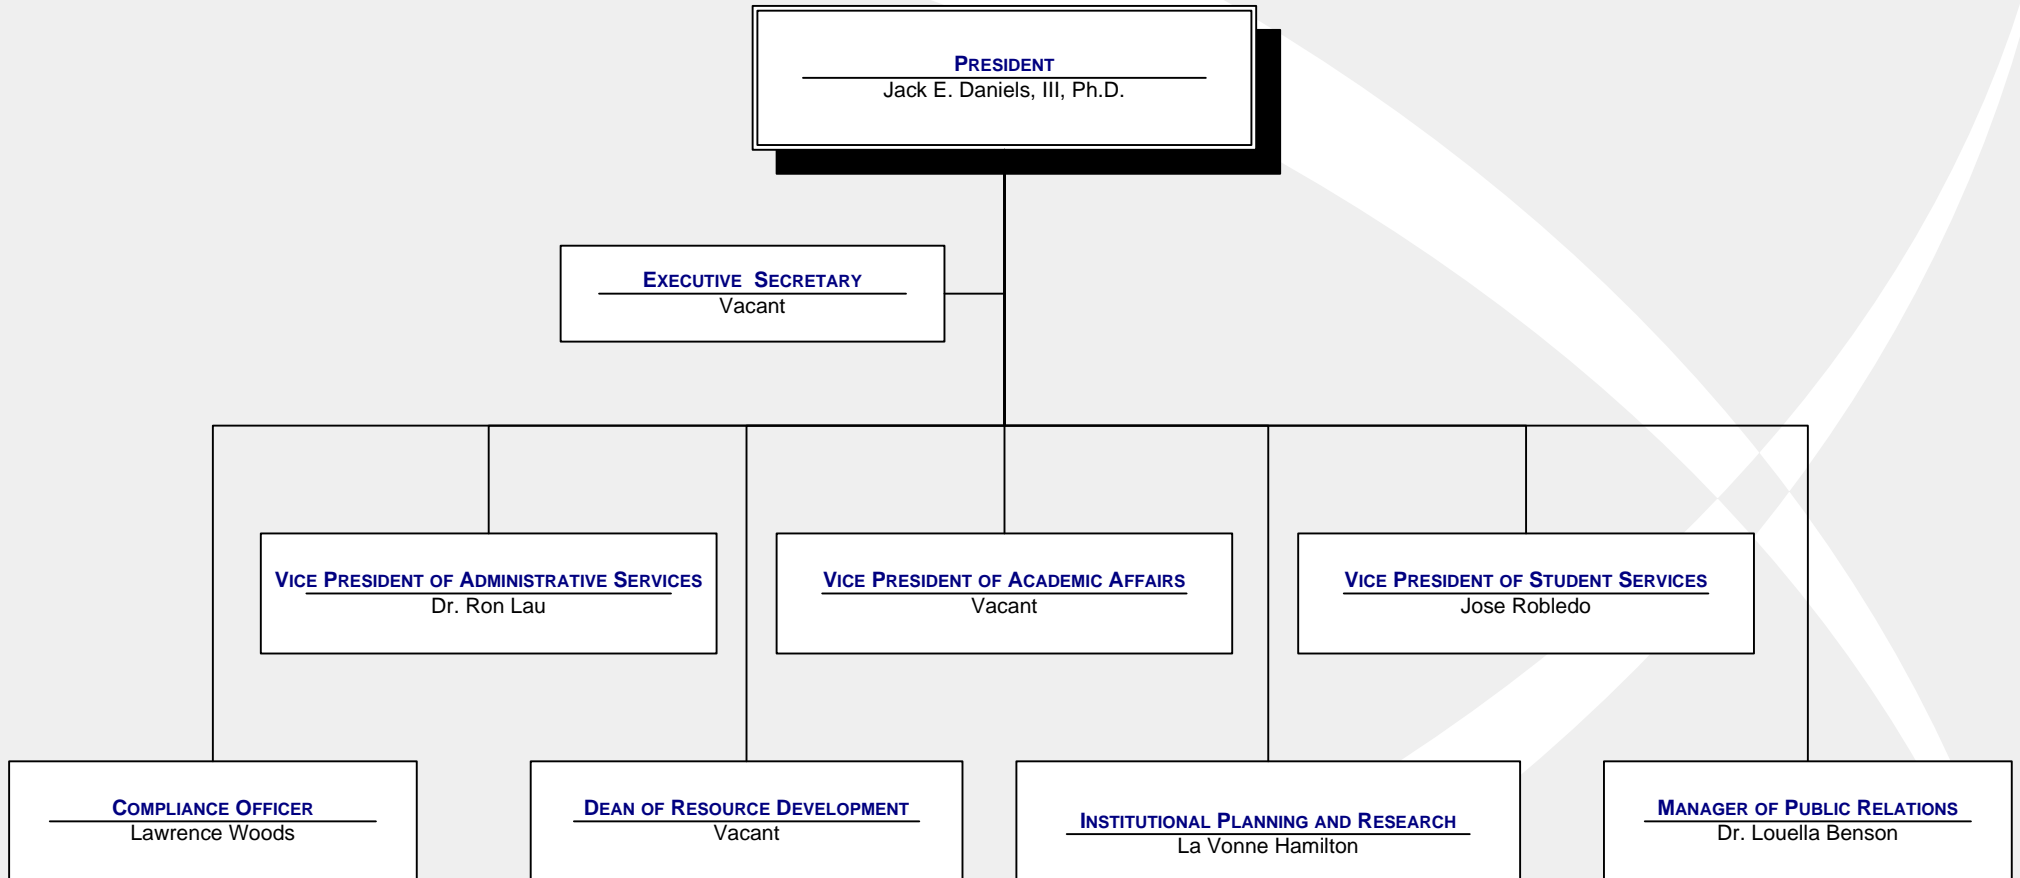 PRESIDENT
Jack E. Daniels, III, Ph.D.
EXECUTIVE SECRETARY
Vacant
VICE PRESIDENT OF ADMINISTRATIVE SERVICES
Dr. Ron Lau
VICE PRESIDENT OF ACADEMIC AFFAIRS
Vacant
VICE PRESIDENT OF STUDENT SERVICES
Jose Robledo
COMPLIANCE OFFICER
Lawrence Woods
DEAN OF RESOURCE DEVELOPMENT
Vacant
INSTITUTIONAL PLANNING AND RESEARCH
La Vonne Hamilton
MANAGER OF PUBLIC RELATIONS
Dr. Louella Benson